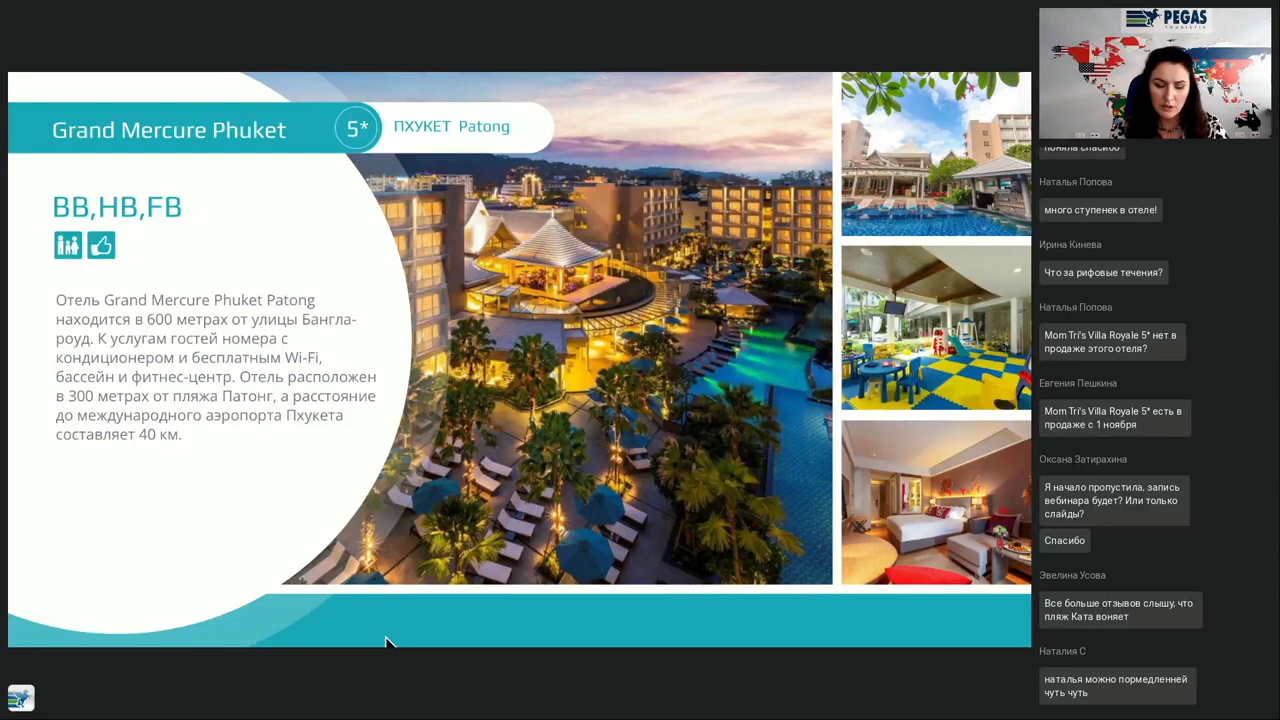 PEGAS
TOURISTIK
Grand Mercure Phuket
5*
ПХУКЕТ Patong
BB,HB,FB
Отель Grand Mercure Phuket Patong
находится в 600 метрах от улицы Бангла-
роуд. К услугам гостей номера с
кондиционером и бесплатным Wi-Fi,
бассейн и фитнес-центр. Отель расположен
в 300 метрах от пляжа Патонг, а расстояние
до международного аэропорта Пхукета
составляет 40 км.
поняла спасибо
Наталья Попова
много ступенек в отеле!
Ирина Кинева
Что за рифовые течения?
Наталья Попова
Mom Tri's Villa Royale 5* нет в
продаже этого отеля?
Евгения Пешкина
Mom Tri's Villa Royale 5* есть в
продаже с 1 ноября
Оксана Затирахина
Я начало пропустила, запись
вебинара будет? Или только
слайды?
Спасибо
Эвелина Усова
Все больше отзывов слышу, что
пляж Ката воняет
Наталия С
наталья можно пормедленней
чуть чуть